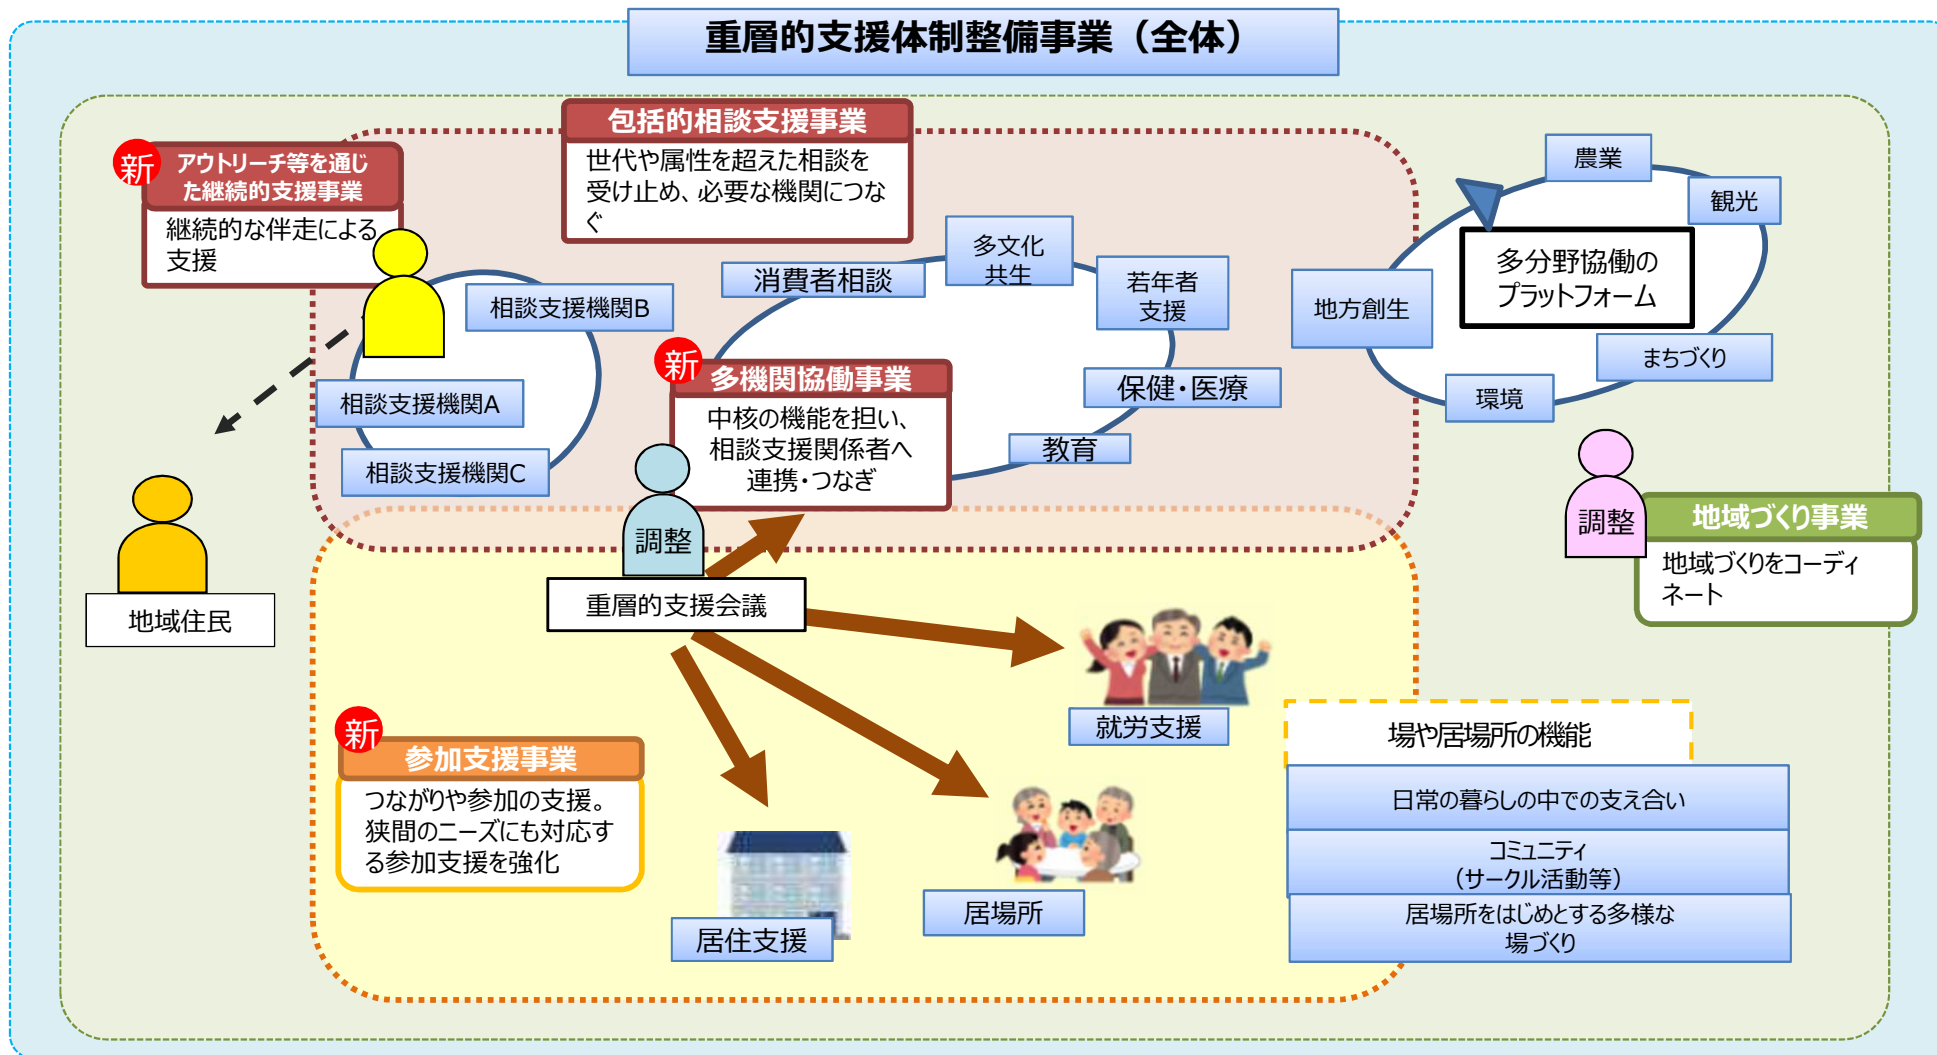 重層的支援体制整備事業（全体）
包括的相談支援事業
世代や属性を超えた相談を
受け止め、必要な機関につな
ぐ
新
アウトリーチ等を通じ
た継続的支援事業
継続的な伴走による
支援
相談支援機関B
相談支援機関A
相談支援機関C
消費者相談
多文化
共生
若年者
支援
保健・医療
教育
新
多機関協働事業
中核の機能を担い、
相談支援関係者へ
連携・つなぎ
農業
観光
多分野協働の
プラットフォーム
地方創生
まちづくり
環境
調整
地域づくり事業
地域づくりをコーディ
ネート
調整
重層的支援会議
地域住民
新
参加支援事業
つながりや参加の支援。
狭間のニーズにも対応す
る参加支援を強化
就労支援
居場所
居住支援
場や居場所の機能
日常の暮らしの中での支え合い
コミュニティ
（サークル活動等）
居場所をはじめとする多様な
場づくり